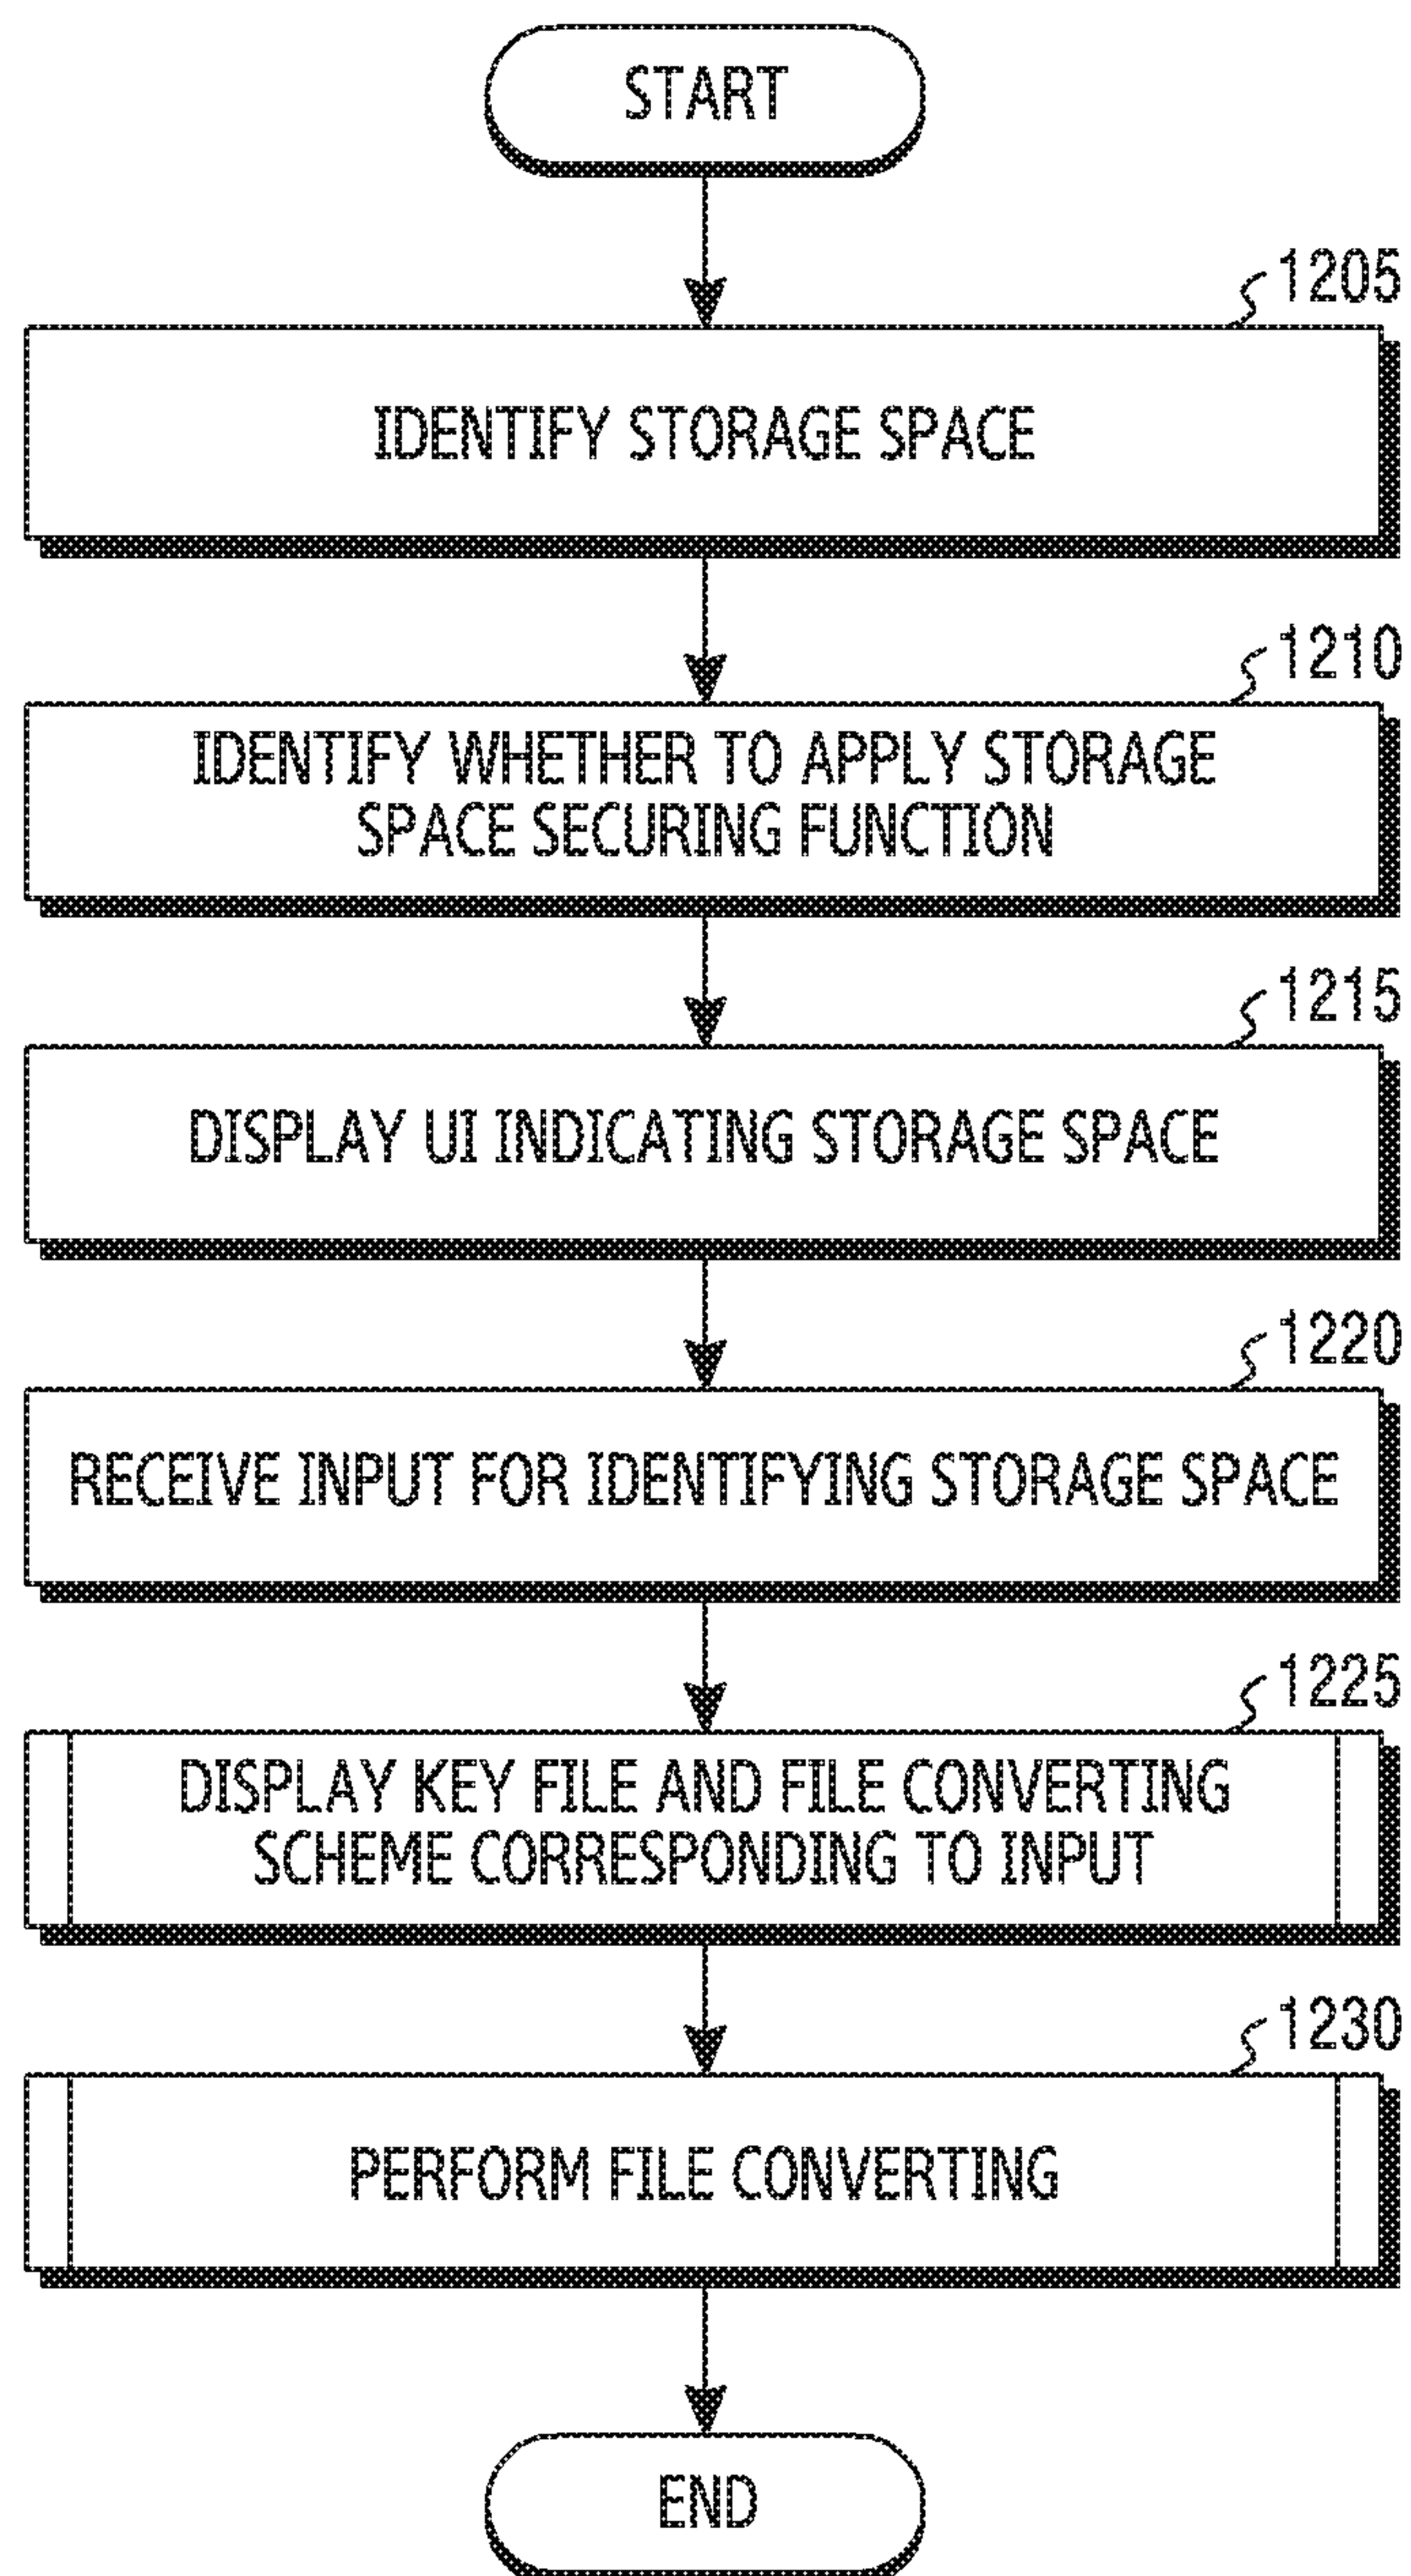 START
1205
IDENTIFY STORAGE SPACE
1210
IDENTIFY WHETHER TO APPLY STORAGE
SPACE SECURING FUNCTION
1215
DISPLAY UI INDICATING STORAGE SPACE
1220
RECEIVE INPUT FOR IDENTIFYING STORAGE SPACE
1225
DISPLAY KEY FILE AND FILE CONVERTING
SCHEME CORRESPONDING TO INPUT
1230
PERFORM FILE CONVERTING
END